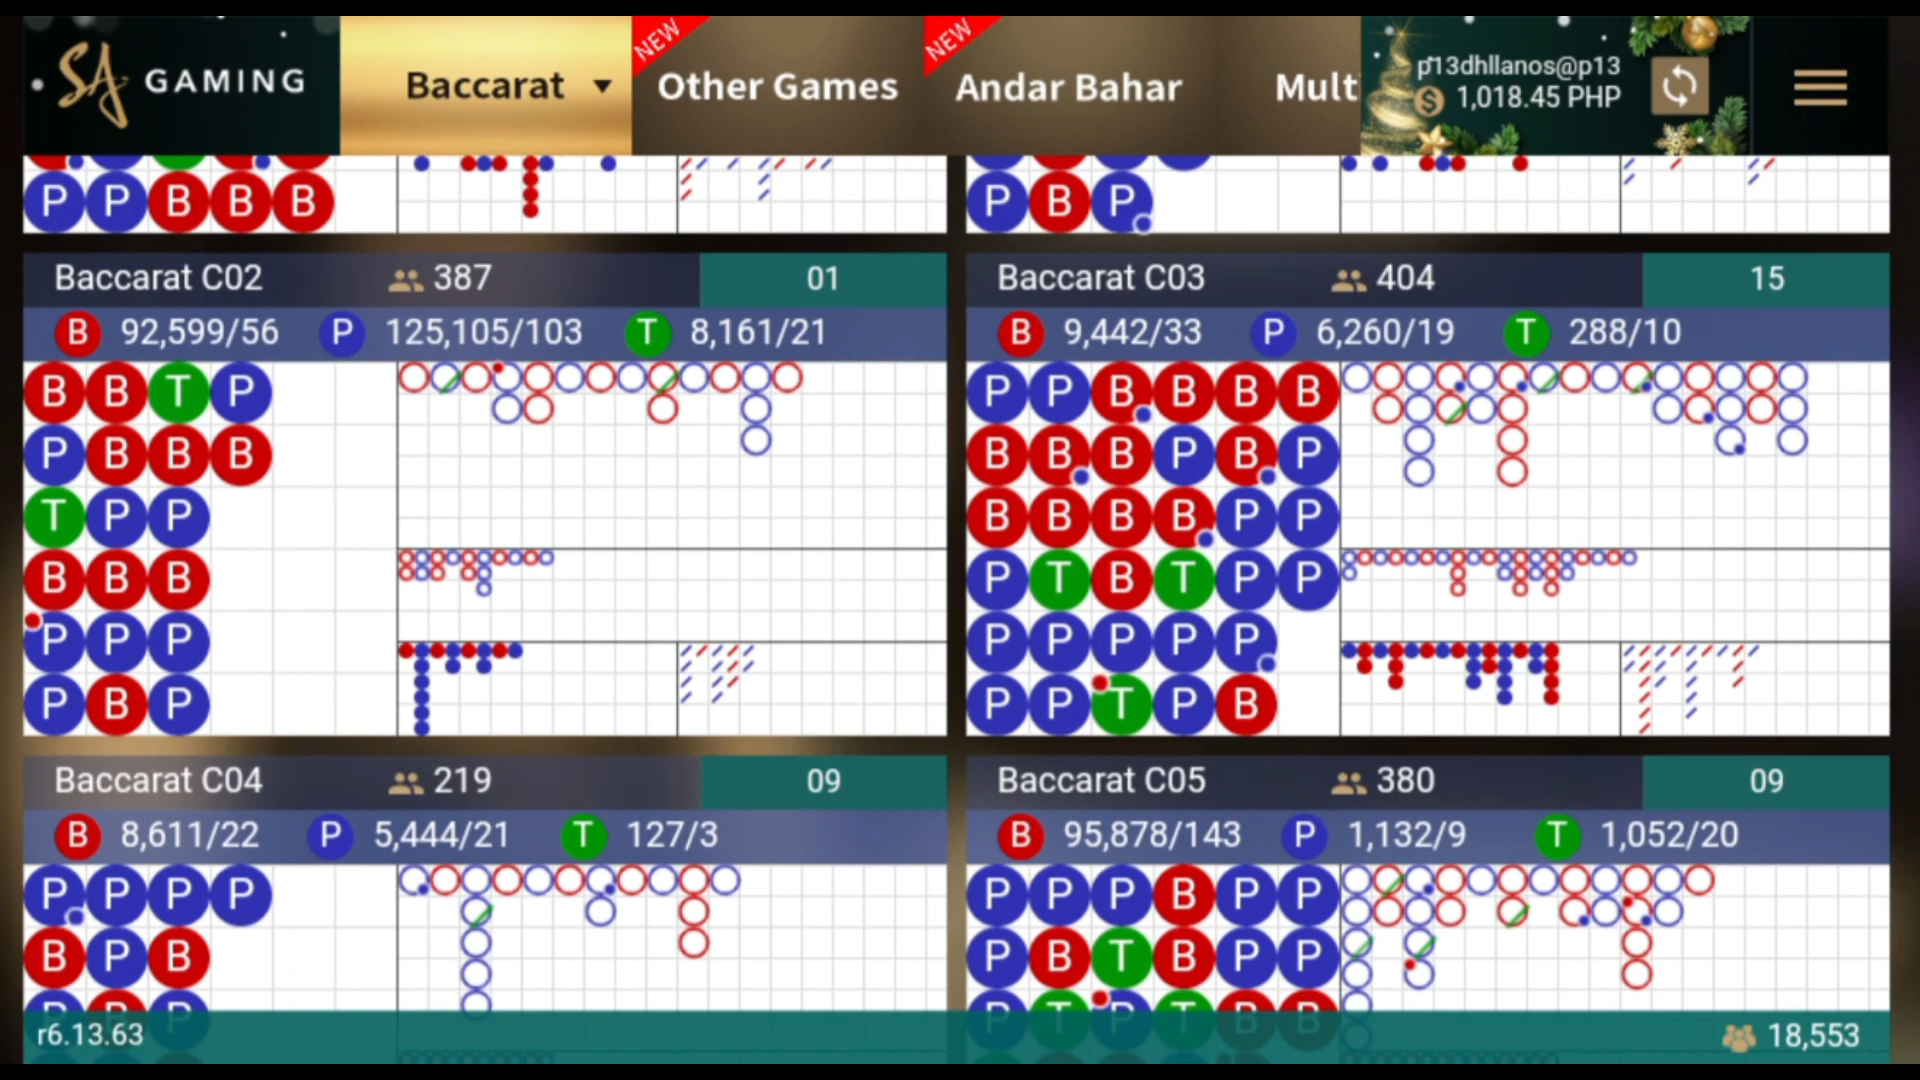 SA GAMING
Baccarat
NEW
Other Games
NEW
Andar Bahar
Mult
p13dhllanos@p13
1,018.45 PHP
P P B B B
P B P
Baccarat C02 387 01
B 92,599/56 P 125,105/103 T 8,161/21
B B T P
P B B B
T P P
B B B
P P P
P B P
Baccarat C03 404 15
B 9,442/33 P 6,260/19 T 288/10
P P B B B B
B B B P B P
B B B B P P
P T B T P P
P P P P P
P P T P B
Baccarat C04 219 09
B 8,611/22 P 5,444/21 T 127/3
P P P P
B P B
P B P
Baccarat C05 380 09
B 95,878/143 P 1,132/9 T 1,052/20
P P P B P P
P B T B P P
P T P T B B
r6.13.63
18,553